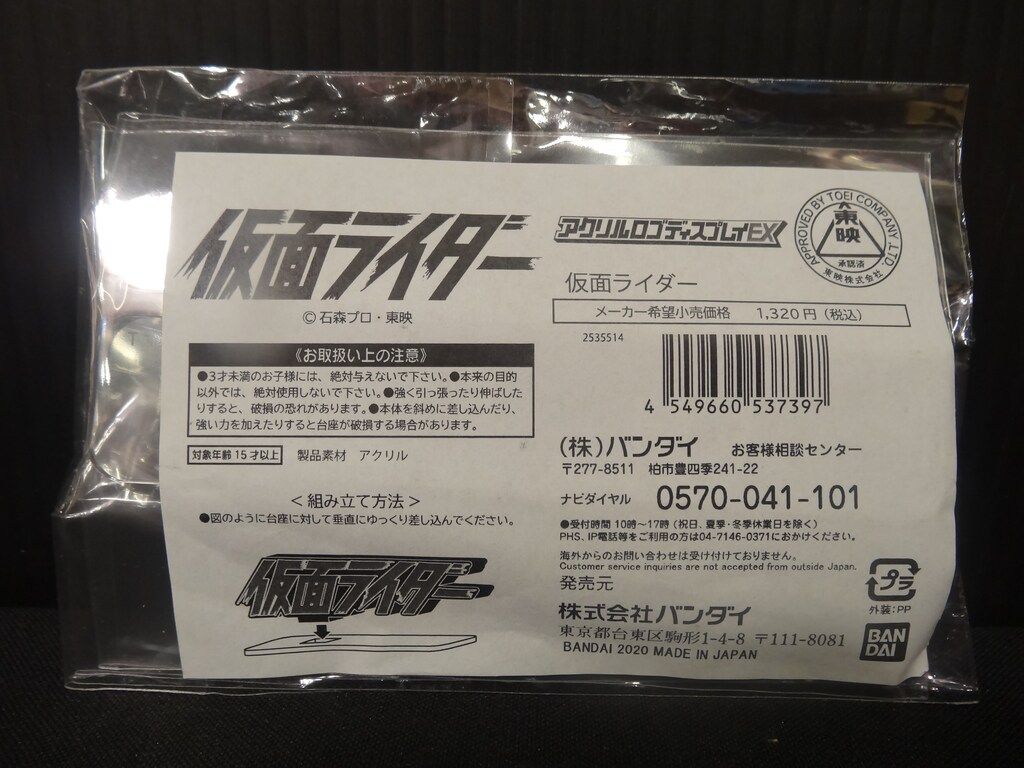 仮面ライダー
©石森プロ・東映
《お取扱い上の注意》
●3才未満のお子様には、絶対与えないで下さい。●本来の目的
以外では、絶対使用しないで下さい。●強く引っ張ったり伸ばした
りすると、破損の恐れがあります。●本体を斜めに差し込んだり、
強い力を加えたりすると台座が破損する場合があります。
対象年齢15才以上 製品素材 アクリル
<組み立て方法>
●図のように台座に対して垂直にゆっくり差し込んでください。
仮面ライダー
アクリルロゴディスプレイEX
APPROVED BY TOEI COMPANY, LTD.
東映
承認済
東映株式会社
仮面ライダー
メーカー希望小売価格 1,320円(税込)
2535514
4 549660 537397
(株)バンダイ お客様相談センター
〒277-8511 柏市豊四季241-22
ナビダイヤル 0570-041-101
●受付時間 10時~17時(祝日、夏季・冬季休業日を除く)
PHS、IP電話等をご利用の方は04-7146-0371におかけください。
海外からのお問い合わせは受け付けておりません。
Customer service inquiries are not accepted from outside Japan.
発売元
株式会社バンダイ
東京都台東区駒形1-4-8 〒111-8081
BANDAI 2020 MADE IN JAPAN
プラ
外装:PP
BAN
DAI